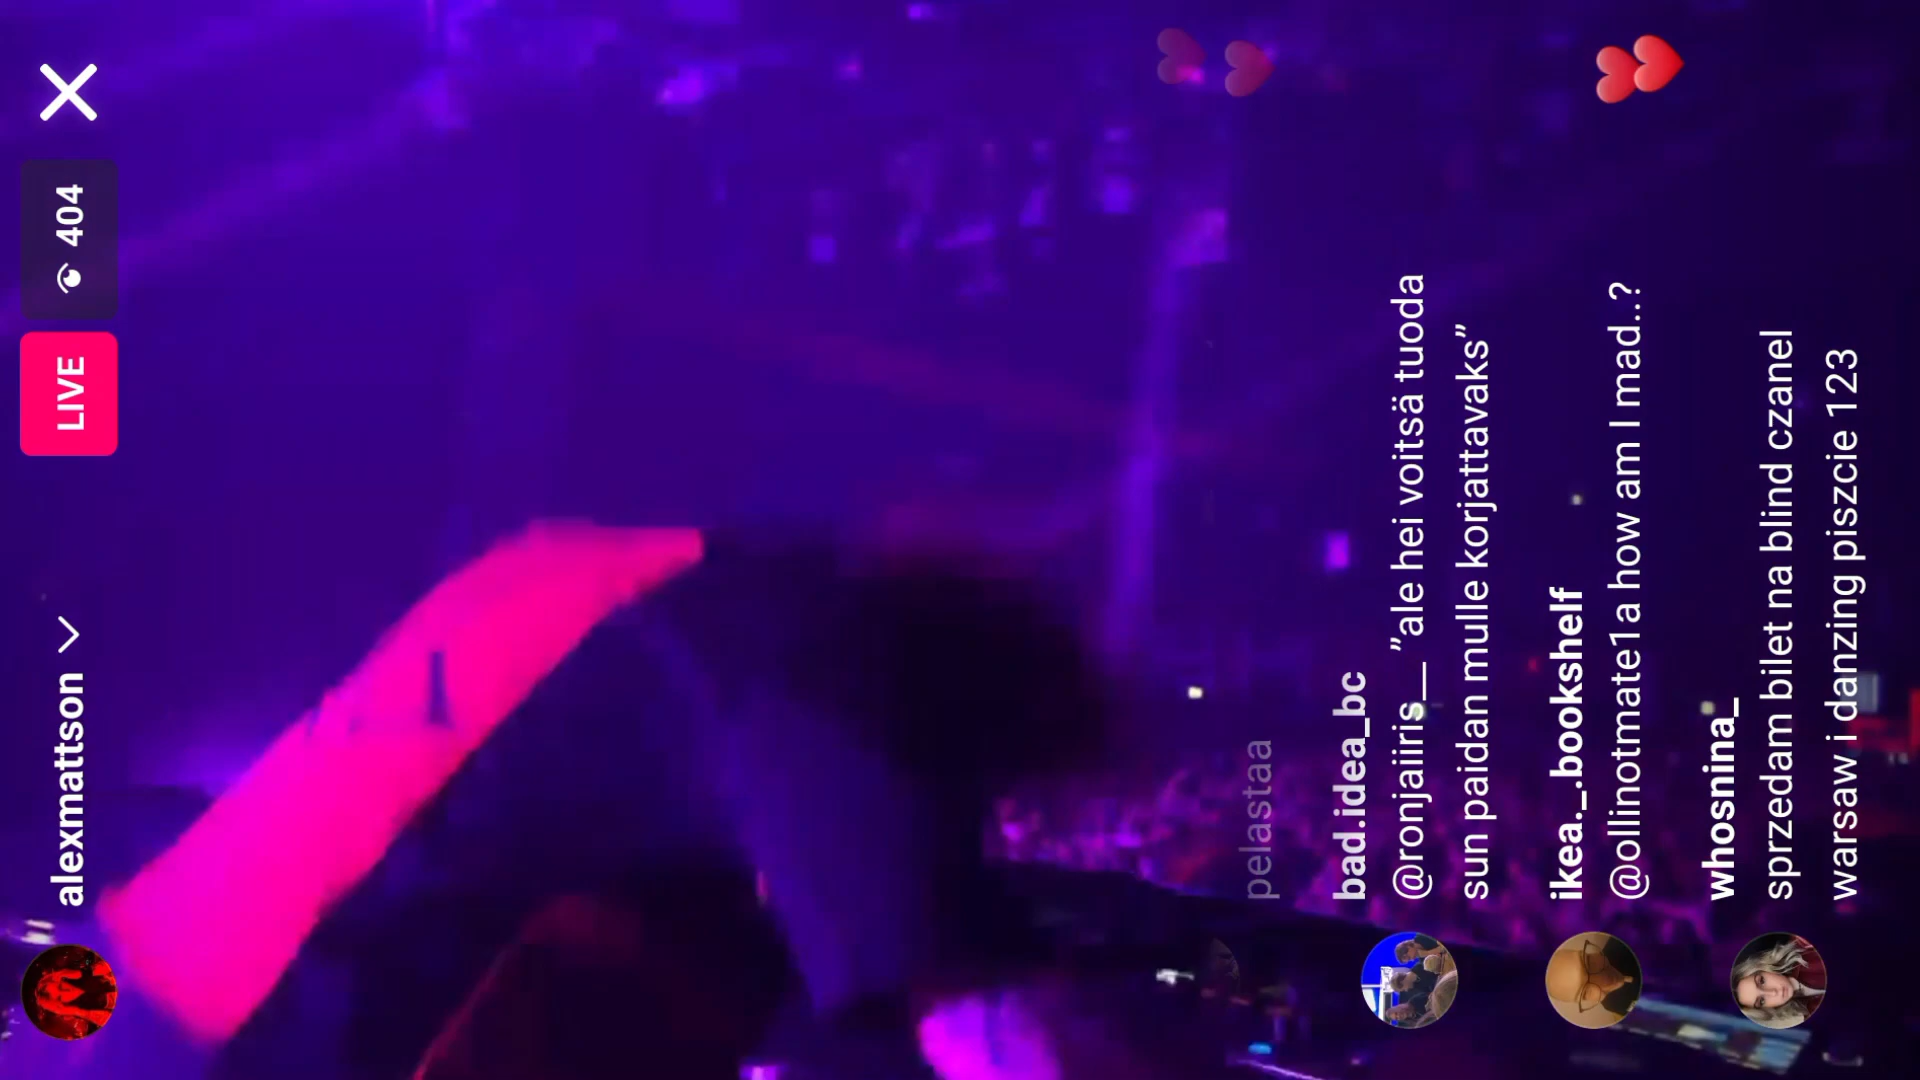 alexmattson
LIVE
404
pelastaa
bad.idea_bc
@ronjaiiris__ ”ale hei voitsä tuoda
sun paidan mulle korjattavaks”
ikea._.bookshelf
@ollinotmate1a how am I mad..?
whosnina_
sprzedam bilet na blind czanel
warsaw i danzing piszcie 123